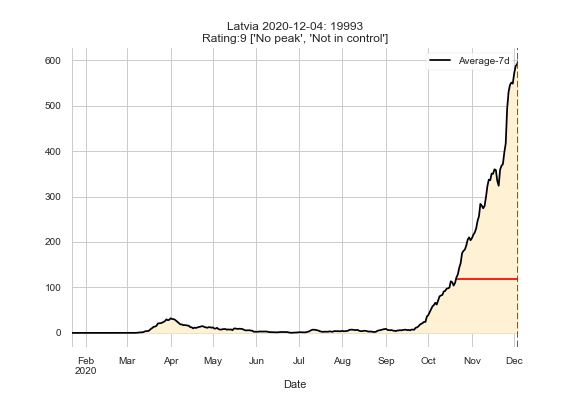 Latvia 2020-12-04: 19993
Rating:9 ['No peak', 'Not in control']
Average-7d
600
500
400
300
200
100
0
Feb Mar Apr May Jun Jul Aug Sep Oct Nov Dec
2020
Date